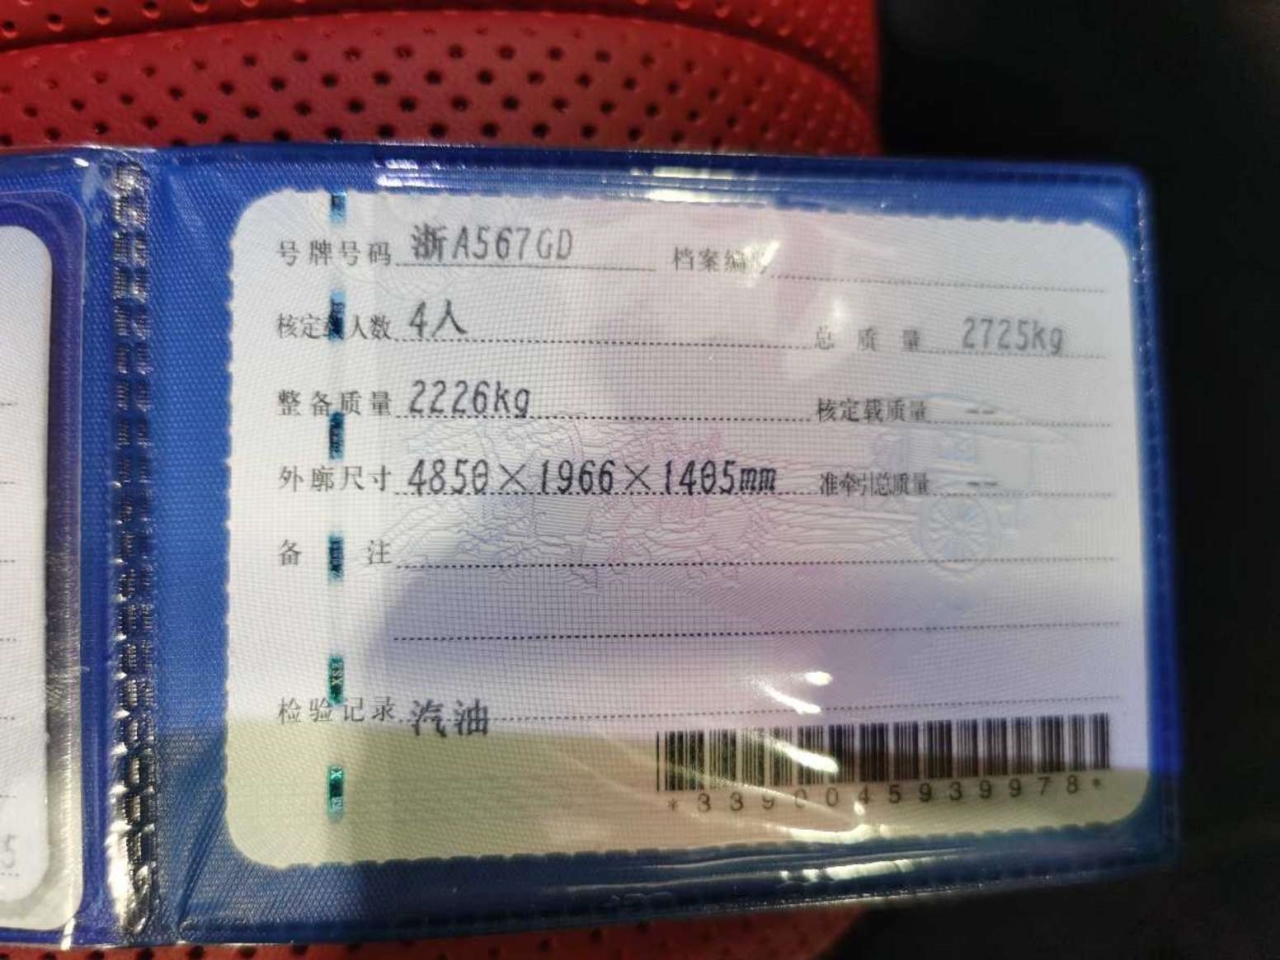 号牌号码 浙A567GD 档案编号
核定载人数 4人 总质量 2725kg
整备质量 2226kg 核定载质量 --
外廓尺寸 4850×1966×1405mm 准牵引总质量 --
备注
检验记录 汽油
*3390045939978*
5